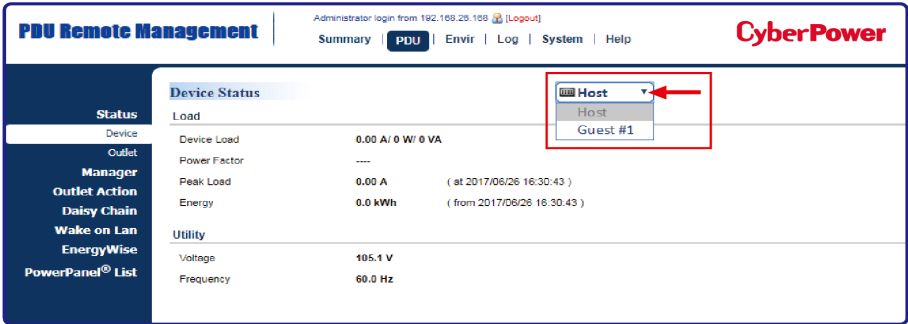 PDU Remote Management
Administrator login from 192.168.26.168 [Logout]
Summary | PDU | Envir | Log | System | Help
CyberPower
Status
Device
Outlet
Manager
Outlet Action
Daisy Chain
Wake on Lan
EnergyWise
PowerPanel® List
Device Status
Host
Host
Guest #1
Load
Device Load 0.00 A/ 0 W/ 0 VA
Power Factor ----
Peak Load 0.00 A ( at 2017/06/26 16:30:43 )
Energy 0.0 kWh ( from 2017/06/26 16:30:43 )
Utility
Voltage 105.1 V
Frequency 60.0 Hz